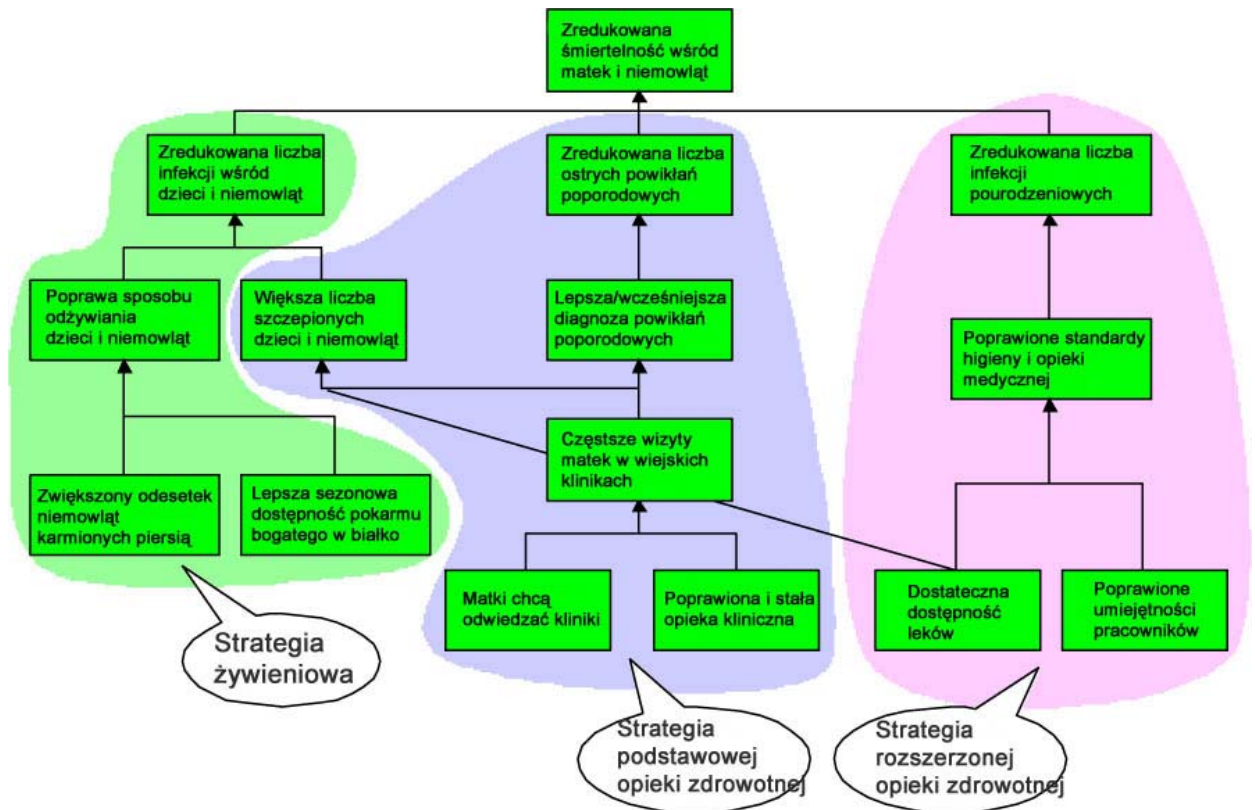 Zredukowana
śmiertelność wśród
matek i niemowląt
Zredukowana liczba
infekcji wśród
dzieci i niemowląt
Zredukowana liczba
ostrych powikłań
poporodowych
Zredukowana liczba
infekcji
pourodzeniowych
Poprawa sposobu
odżywiania
dzieci i niemowląt
Większa liczba
szczepionych
dzieci i niemowląt
Lepsza/wcześniejsza
diagnoza powikłań
poporodowych
Poprawione standardy
higieny i opieki
medycznej
Częstsze wizyty
matek w wiejskich
klinikach
Zwiększony odesetek
niemowląt
karmionych piersią
Lepsza sezonowa
dostępność pokarmu
bogatego w białko
Matki chcą
odwiedzać kliniki
Poprawiona i stała
opieka kliniczna
Dostateczna
dostępność
leków
Poprawione
umiejętności
pracowników
Strategia
żywieniowa
Strategia
podstawowej
opieki zdrowotnej
Strategia
rozszerzonej
opieki zdrowotnej